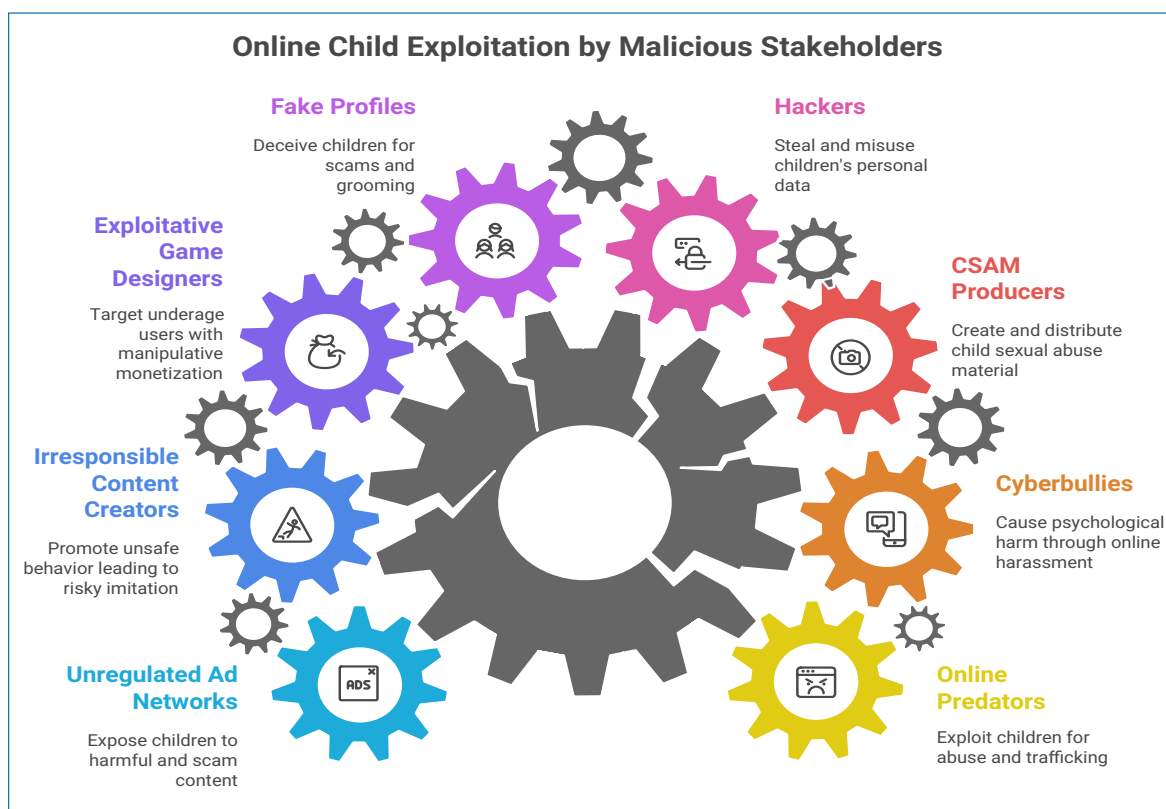 Online Child Exploitation by Malicious Stakeholders
Fake Profiles
Deceive children for
scams and
grooming
Hackers
Steal and misuse
children's personal
data
Exploitative
Game
Designers
Target underage
users with
manipulative
monetization
CSAM
Producers
Create and distribute
child sexual abuse
material
Irresponsible
Content
Creators
Promote unsafe
behavior leading to
risky imitation
Cyberbullies
Cause psychological
harm through online
harassment
Unregulated Ad
Networks
Expose children to
harmful and scam
content
ADS
Online
Predators
Exploit children for
abuse and trafficking